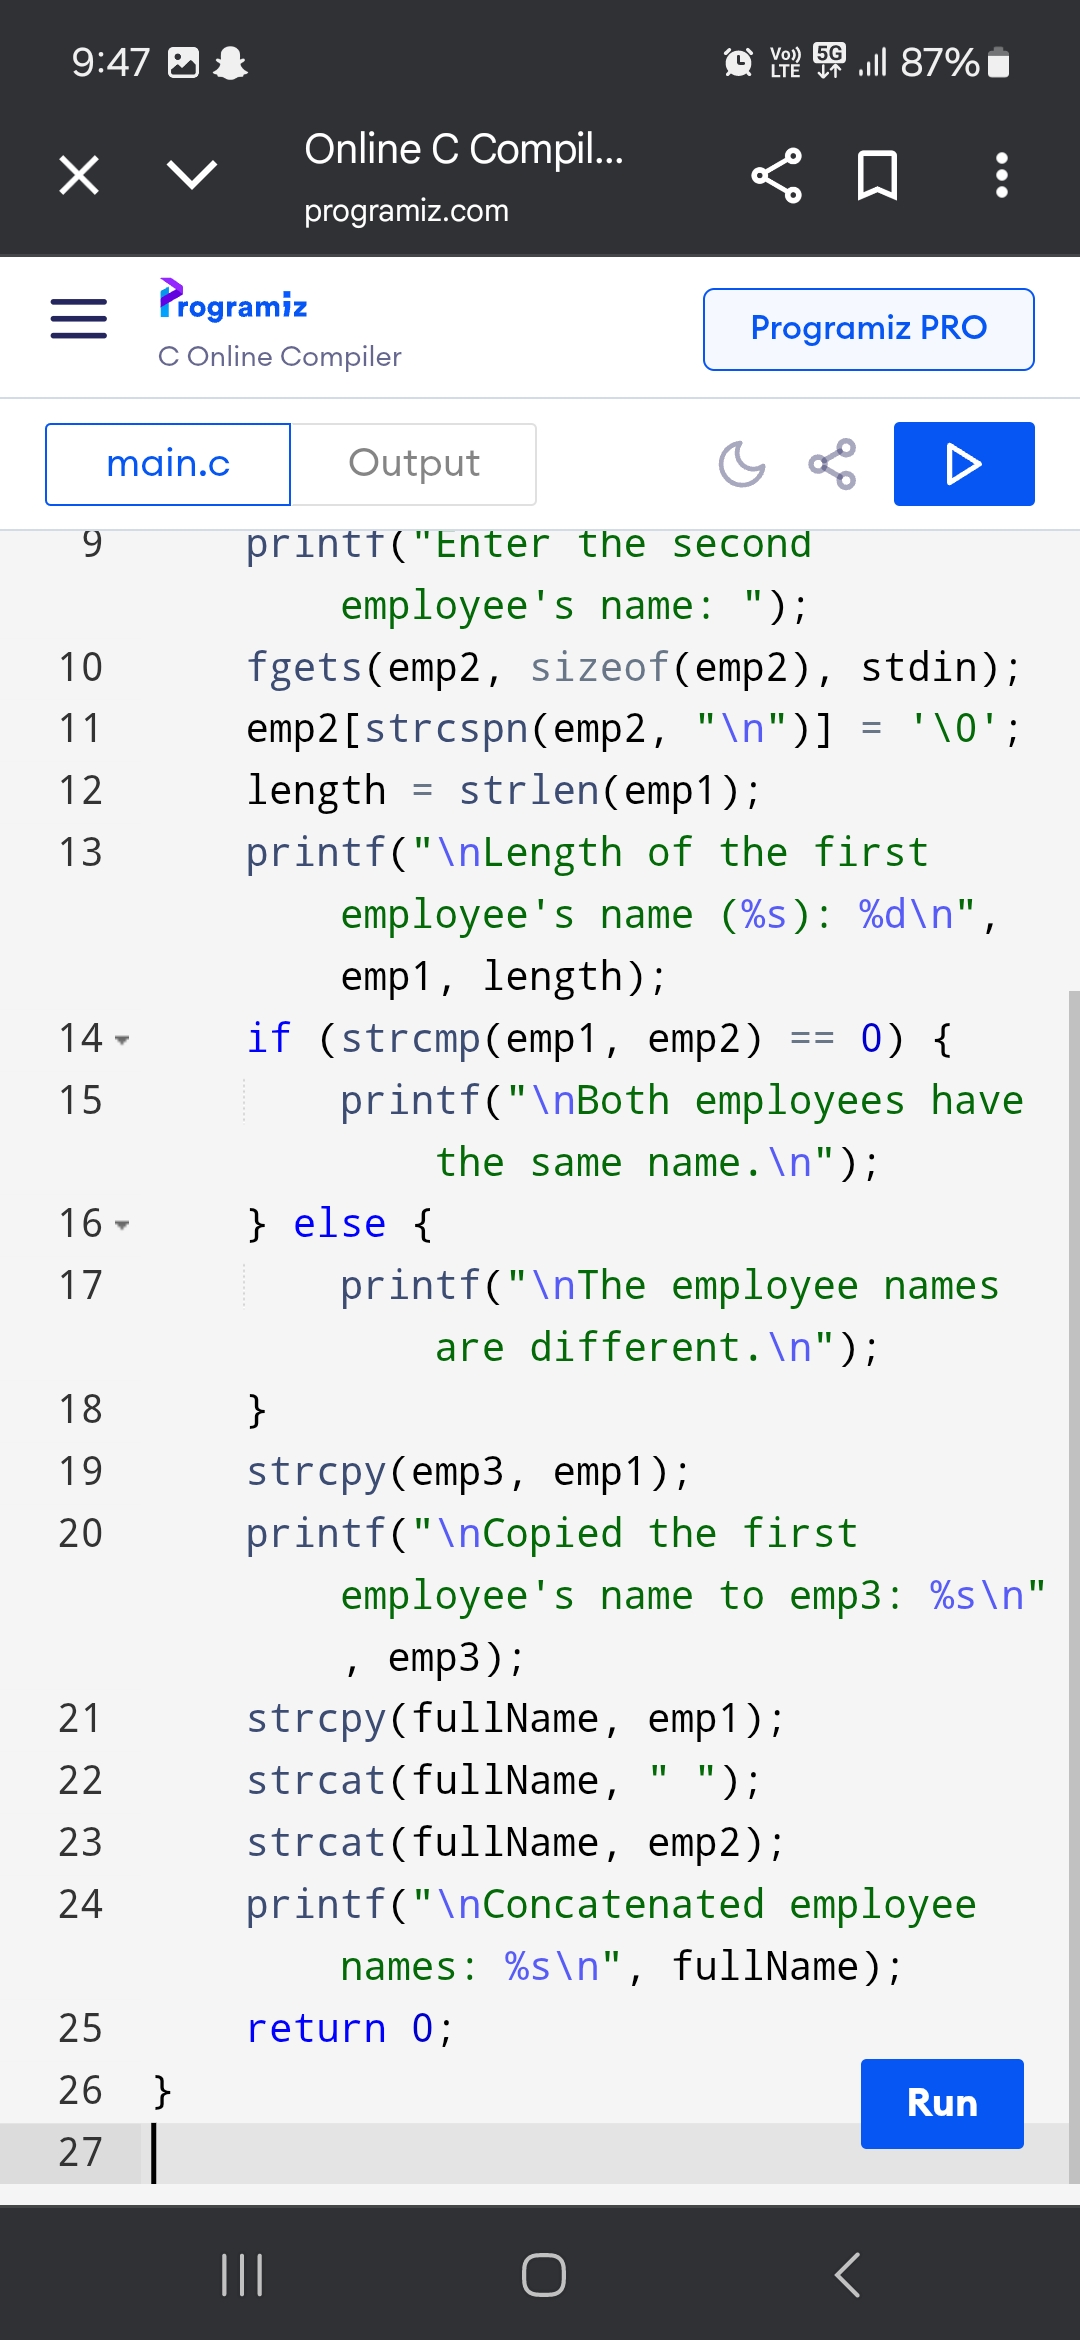 9:47 Vo)) LTE 5G 87%
Online C Compil...
programiz.com
Programiz
C Online Compiler
Programiz PRO
main.c Output
9 printf("Enter the second
employee's name: ");
10 fgets(emp2, sizeof(emp2), stdin);
11 emp2[strcspn(emp2, "\n")] = '\0';
12 length = strlen(emp1);
13 printf("\nLength of the first
employee's name (%s): %d\n",
emp1, length);
14 if (strcmp(emp1, emp2) == 0) {
15 printf("\nBoth employees have
the same name.\n");
16 } else {
17 printf("\nThe employee names
are different.\n");
18 }
19 strcpy(emp3, emp1);
20 printf("\nCopied the first
employee's name to emp3: %s\n"
, emp3);
21 strcpy(fullName, emp1);
22 strcat(fullName, " ");
23 strcat(fullName, emp2);
24 printf("\nConcatenated employee
names: %s\n", fullName);
25 return 0;
26 }
Run
27